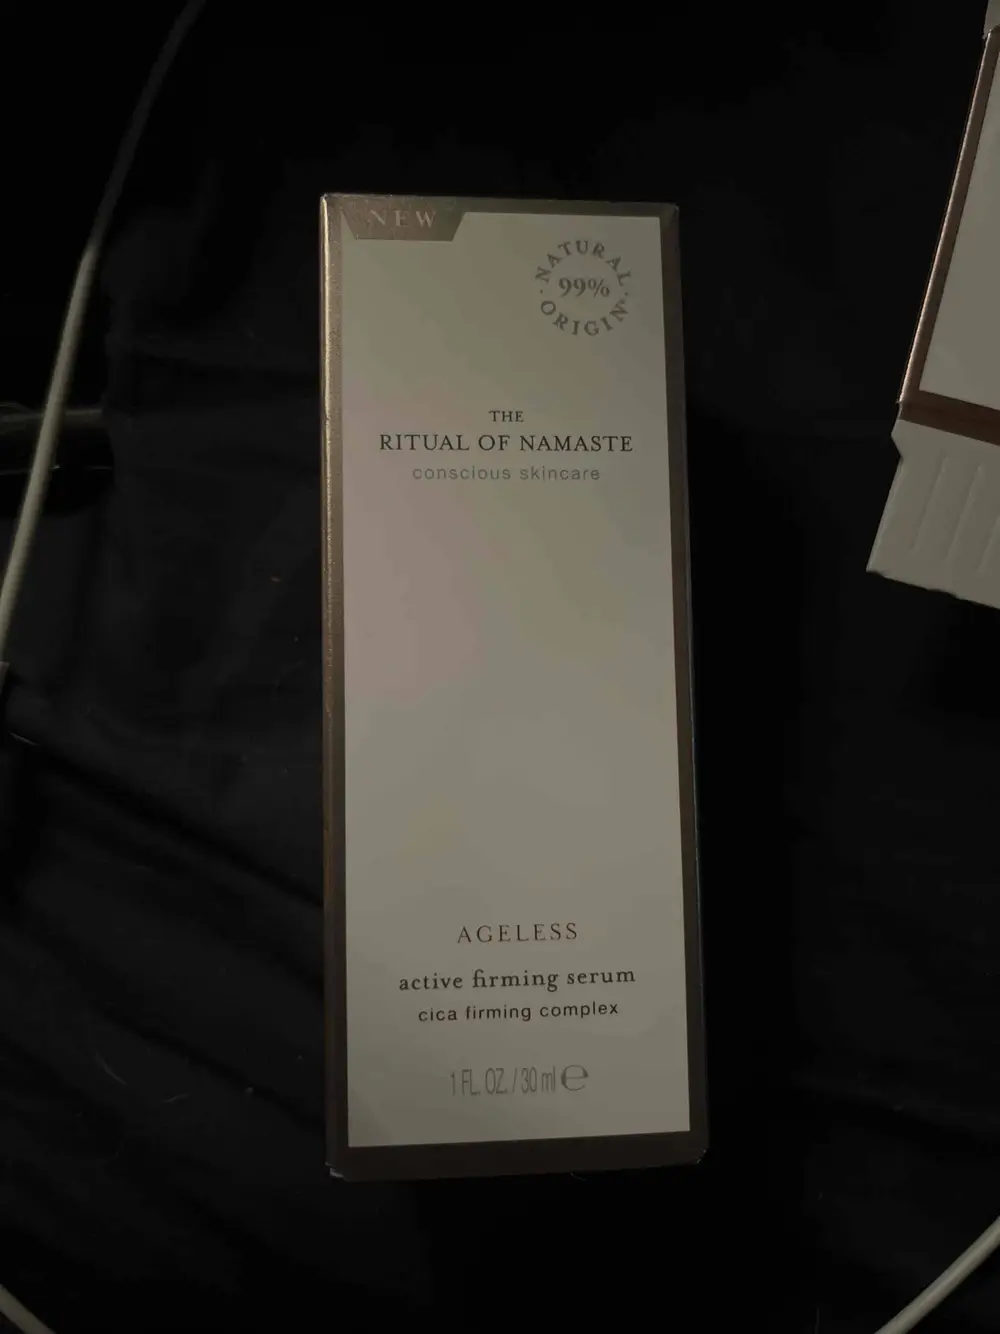 NEW
NATURAL
99%
ORIGIN
THE
RITUAL OF NAMASTE
conscious skincare
AGELESS
active firming serum
cica firming complex
1 FL. OZ. / 30 ml ℮